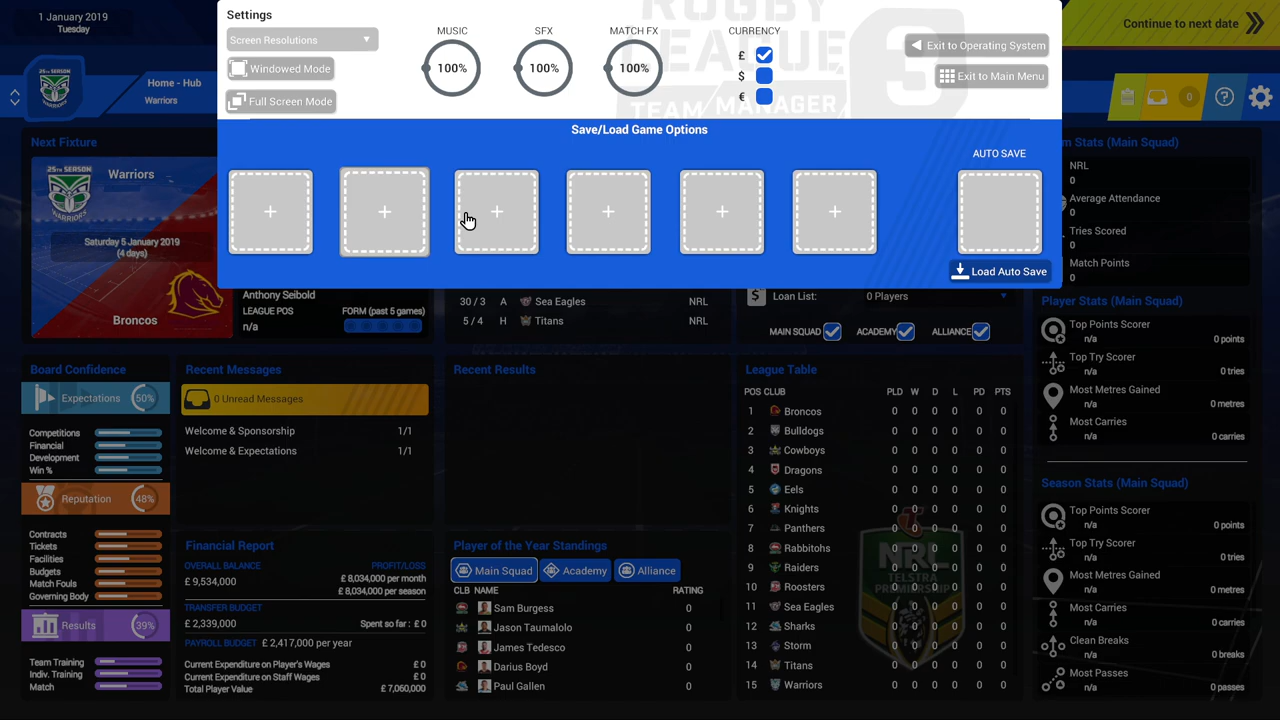 1 January 2019
Tuesday
Settings
Screen Resolutions
Windowed Mode
Full Screen Mode
MUSIC
100%
SFX
100%
MATCH FX
100%
CURRENCY
£
$
€
Exit to Operating System
Exit to Main Menu
RUGBY
LEAGUE
TEAM MANAGER
3
Continue to next date
25TH SEASON
WARRIORS
Home - Hub
Warriors
0
?
Save/Load Game Options
AUTO SAVE
Load Auto Save
Next Fixture
25TH SEASON
WARRIORS
Warriors
Saturday 5 January 2019
(4 days)
Broncos
Anthony Seibold
LEAGUE POS
n/a
FORM (past 5 games)
30 / 3 A Sea Eagles NRL
5 / 4 H Titans NRL
Loan List: 0 Players
MAIN SQUAD
ACADEMY
ALLIANCE
m Stats (Main Squad)
NRL
0
Average Attendance
0
Tries Scored
0
Match Points
0
Player Stats (Main Squad)
Top Points Scorer
n/a 0 points
Top Try Scorer
n/a 0 tries
Most Metres Gained
n/a 0 metres
Most Carries
n/a 0 carries
Season Stats (Main Squad)
Top Points Scorer
n/a 0 points
Top Try Scorer
n/a 0 tries
Most Metres Gained
n/a 0 metres
Most Carries
n/a 0 carries
Clean Breaks
n/a 0 breaks
Most Passes
n/a 0 passes
Board Confidence
Expectations 50%
Competitions
Financial
Development
Win %
Reputation 48%
Contracts
Tickets
Facilities
Budgets
Match Fouls
Governing Body
Results 39%
Team Training
Indiv. Training
Match
Recent Messages
0 Unread Messages
Welcome & Sponsorship 1/1
Welcome & Expectations 1/1
Financial Report
OVERALL BALANCE
£ 9,534,000
PROFIT/LOSS
£ 8,034,000 per month
£ 8,034,000 per season
TRANSFER BUDGET
£ 2,339,000
Spent so far : £ 0
PAYROLL BUDGET £ 2,417,000 per year
Current Expenditure on Player's Wages £ 0
Current Expenditure on Staff Wages £ 0
Total Player Value £ 7,060,000
Recent Results
Player of the Year Standings
Main Squad
Academy
Alliance
CLB NAME RATING
Sam Burgess 0
Jason Taumalolo 0
James Tedesco 0
Darius Boyd 0
Paul Gallen 0
League Table
POS CLUB PLD W D L PD PTS
1 Broncos 0 0 0 0 0 0
2 Bulldogs 0 0 0 0 0 0
3 Cowboys 0 0 0 0 0 0
4 Dragons 0 0 0 0 0 0
5 Eels 0 0 0 0 0 0
6 Knights 0 0 0 0 0 0
7 Panthers 0 0 0 0 0 0
8 Rabbitohs 0 0 0 0 0 0
9 Raiders 0 0 0 0 0 0
10 Roosters 0 0 0 0 0 0
11 Sea Eagles 0 0 0 0 0 0
12 Sharks 0 0 0 0 0 0
13 Storm 0 0 0 0 0 0
14 Titans 0 0 0 0 0 0
15 Warriors 0 0 0 0 0 0
NRL
TELSTRA
PREMIERSHIP